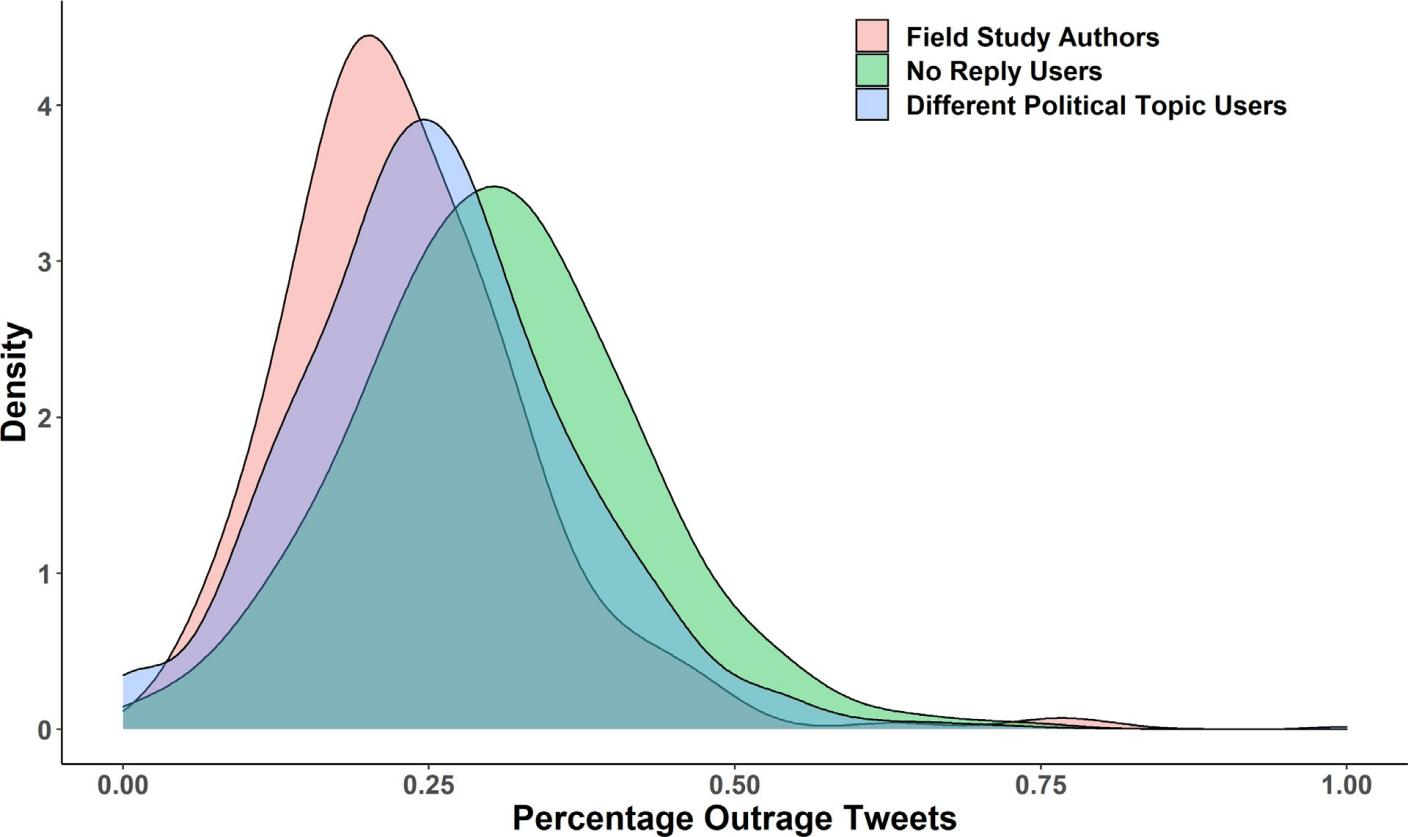 Field Study Authors
No Reply Users
Different Political Topic Users
Density
4
3
2
1
0
0.00
0.25
0.50
0.75
1.00
Percentage Outrage Tweets